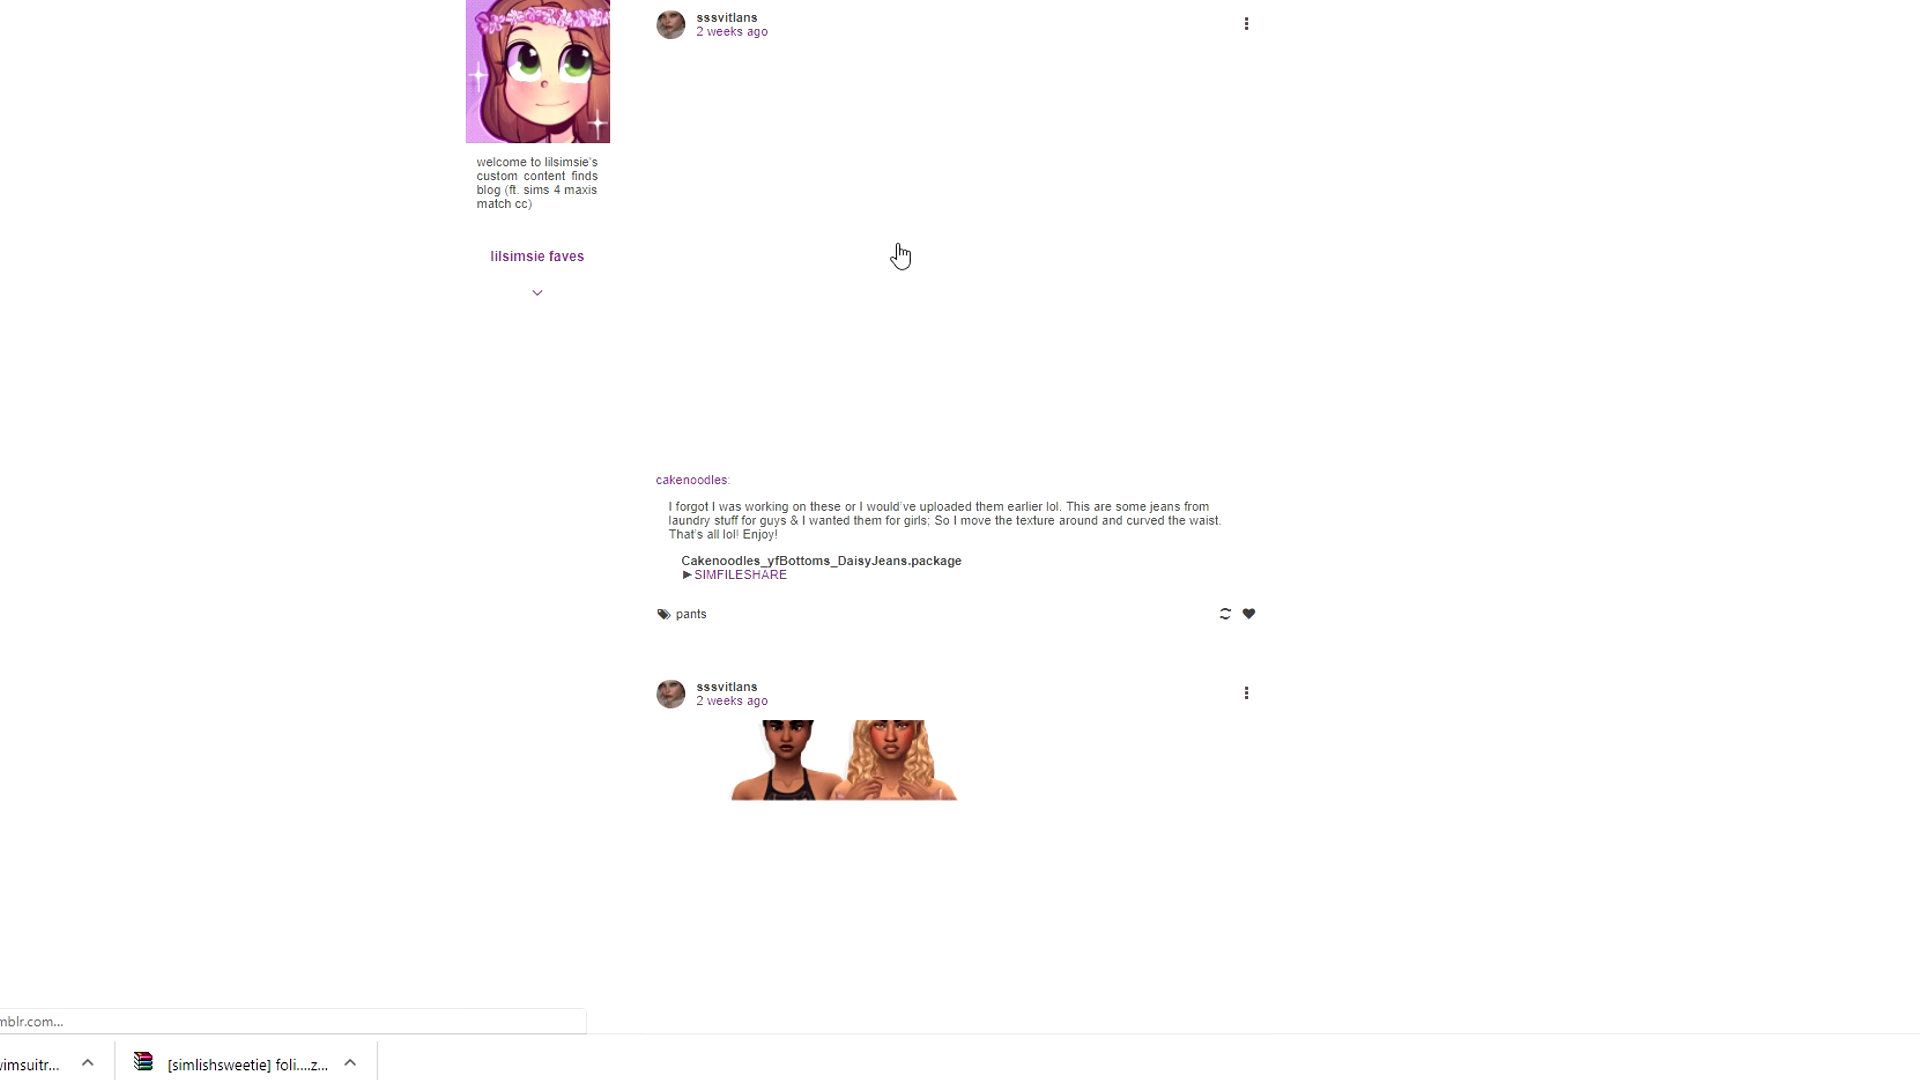 sssvitlans
2 weeks ago
welcome to lilsimsie's
custom content finds
blog (ft. sims 4 maxis
match cc)
lilsimsie faves
cakenoodles:
I forgot I was working on these or I would've uploaded them earlier lol. This are some jeans from
laundry stuff for guys & I wanted them for girls; So I move the texture around and curved the waist.
That's all lol! Enjoy!
Cakenoodles_yfBottoms_DaisyJeans.package
►SIMFILESHARE
pants
sssvitlans
2 weeks ago
mblr.com...
vimsuitr...
[simlishsweetie] foli....z...